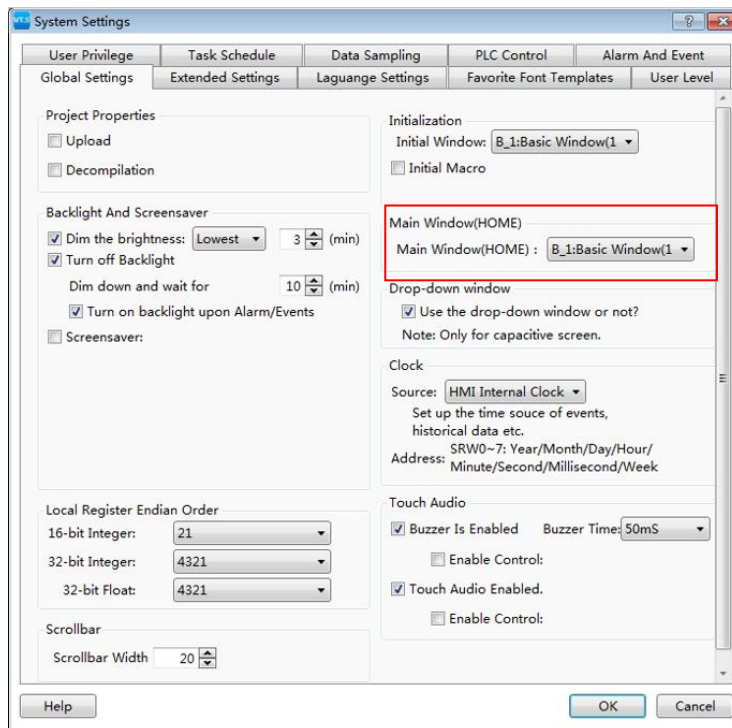 VT.S System Settings
User Privilege Task Schedule Data Sampling PLC Control Alarm And Event
Global Settings Extended Settings Laguange Settings Favorite Font Templates User Level
Project Properties
Upload
Decompilation
Backlight And Screensaver
Dim the brightness: Lowest 3 (min)
Turn off Backlight
Dim down and wait for 10 (min)
Turn on backlight upon Alarm/Events
Screensaver:
Local Register Endian Order
16-bit Integer: 21
32-bit Integer: 4321
32-bit Float: 4321
Scrollbar
Scrollbar Width 20
Initialization
Initial Window: B_1:Basic Window(1
Initial Macro
Main Window(HOME)
Main Window(HOME) : B_1:Basic Window(1
Drop-down window
Use the drop-down window or not?
Note: Only for capacitive screen.
Clock
Source: HMI Internal Clock
Set up the time souce of events,
historical data etc.
Address: SRW0~7: Year/Month/Day/Hour/
Minute/Second/Millisecond/Week
Touch Audio
Buzzer Is Enabled Buzzer Time: 50mS
Enable Control:
Touch Audio Enabled.
Enable Control:
Help OK Cancel